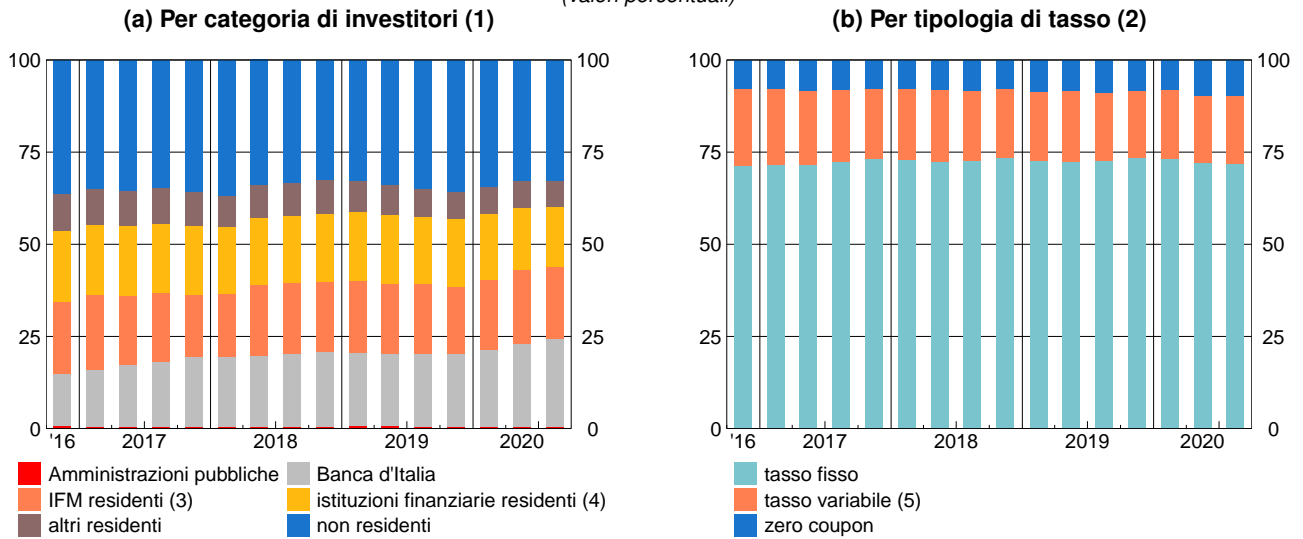 (valori percentuali)
(a) Per categoria di investitori (1)
(b) Per tipologia di tasso (2)
100 100 100 100
75 75 75 75
50 50 50 50
25 25 25 25
0 0 0 0
'16 2017 2018 2019 2020
'16 2017 2018 2019 2020
Amministrazioni pubbliche Banca d'Italia
IFM residenti (3) istituzioni finanziarie residenti (4)
altri residenti non residenti
tasso fisso
tasso variabile (5)
zero coupon